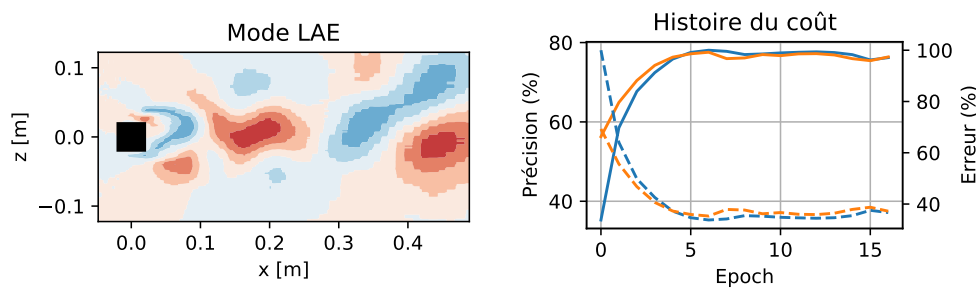 Mode LAE
0.1
0.0
−0.1
z [m]
0.0 0.1 0.2 0.3 0.4
x [m]
Histoire du coût
80
60
40
Précision (%)
100
80
60
40
Erreur (%)
0 5 10 15
Epoch